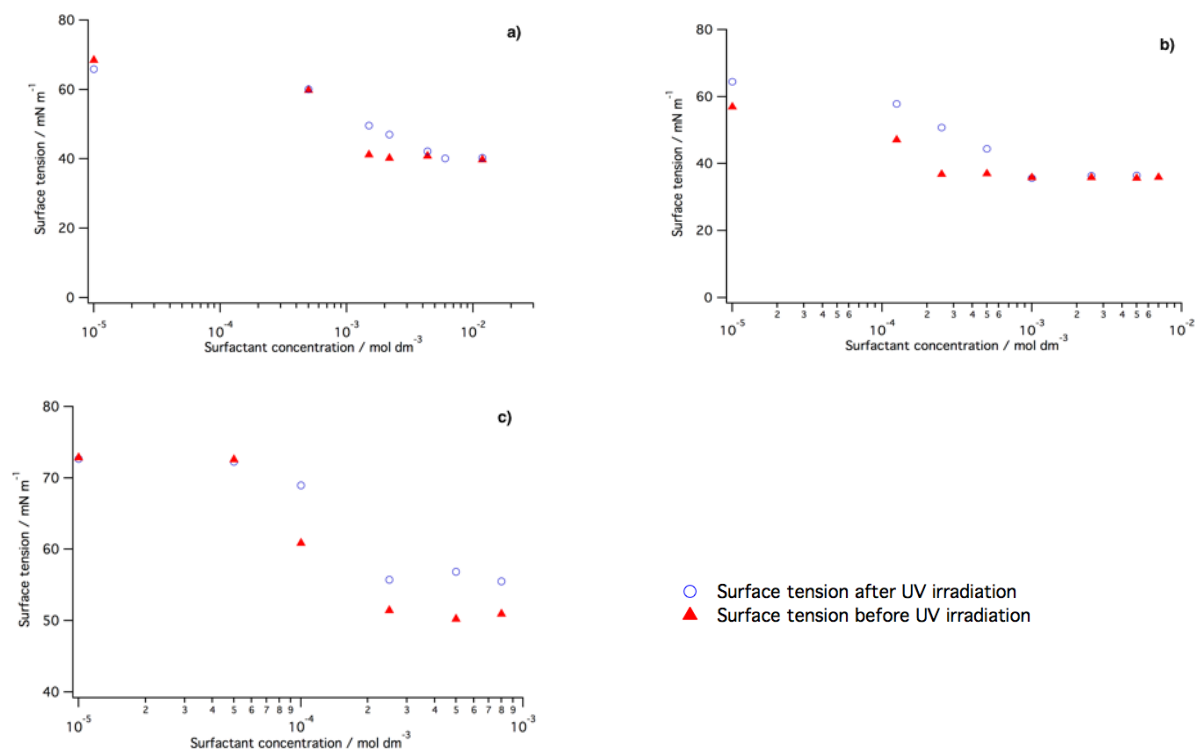 a)
80
60
40
20
0
Surface tension / mN m⁻¹
10⁻⁵
10⁻⁴
10⁻³
10⁻²
Surfactant concentration / mol dm⁻³
b)
80
60
40
20
0
Surface tension / mN m⁻¹
2 3 4 5 6 2 3 4 5 6 2 3 4 5 6
10⁻⁵
10⁻⁴
10⁻³
10⁻²
Surfactant concentration / mol dm⁻³
c)
80
70
60
50
40
Surface tension / mN m⁻¹
2 3 4 5 6 7 8 9 2 3 4 5 6 7 8 9
10⁻⁵
10⁻⁴
10⁻³
Surfactant concentration / mol dm⁻³
Surface tension after UV irradiation
Surface tension before UV irradiation